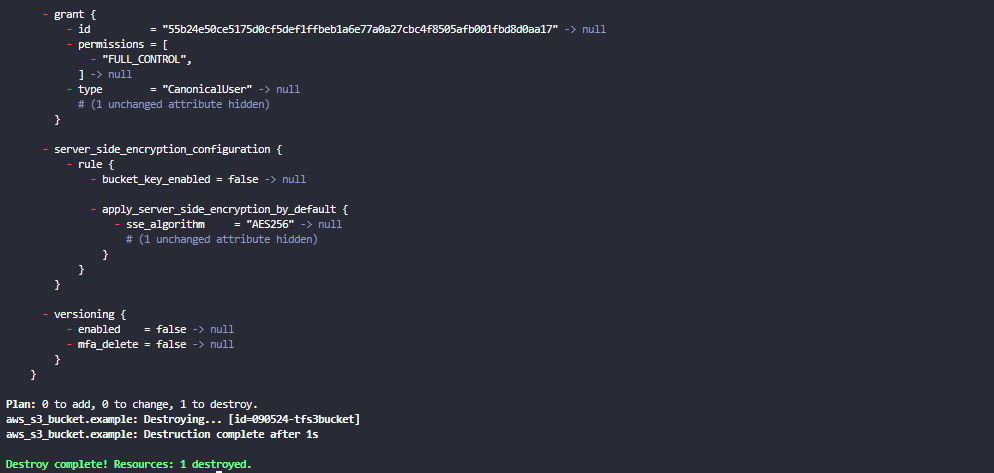 - grant {
- id = "55b24e50ce5175d0cf5def1ffbeb1a6e77a0a27cbc4f8505afb001fbd8d0aa17" -> null
- permissions = [
- "FULL_CONTROL",
] -> null
- type = "CanonicalUser" -> null
# (1 unchanged attribute hidden)
}
- server_side_encryption_configuration {
- rule {
- bucket_key_enabled = false -> null
- apply_server_side_encryption_by_default {
- sse_algorithm = "AES256" -> null
# (1 unchanged attribute hidden)
}
}
}
- versioning {
- enabled = false -> null
- mfa_delete = false -> null
}
}
Plan: 0 to add, 0 to change, 1 to destroy.
aws_s3_bucket.example: Destroying... [id=090524-tfs3bucket]
aws_s3_bucket.example: Destruction complete after 1s
Destroy complete! Resources: 1 destroyed.